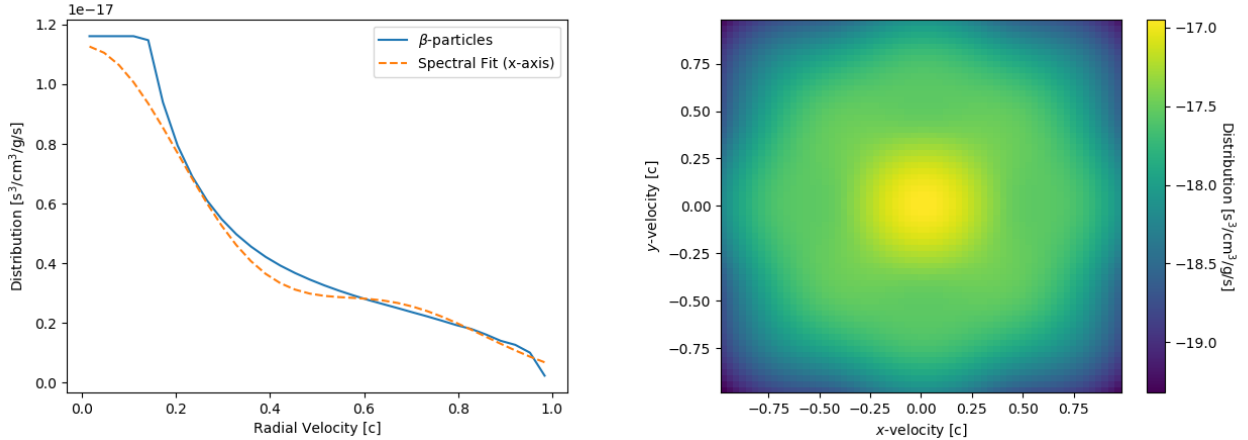 1e−17
1.2
1.0
0.8
0.6
0.4
0.2
0.0
Distribution [s³/cm³/g/s]
β-particles
Spectral Fit (x-axis)
0.0 0.2 0.4 0.6 0.8 1.0
Radial Velocity [c]
0.75
0.50
0.25
0.00
−0.25
−0.50
−0.75
y-velocity [c]
−0.75 −0.50 −0.25 0.00 0.25 0.50 0.75
x-velocity [c]
−17.0
−17.5
−18.0
−18.5
−19.0
Distribution [s³/cm³/g/s]